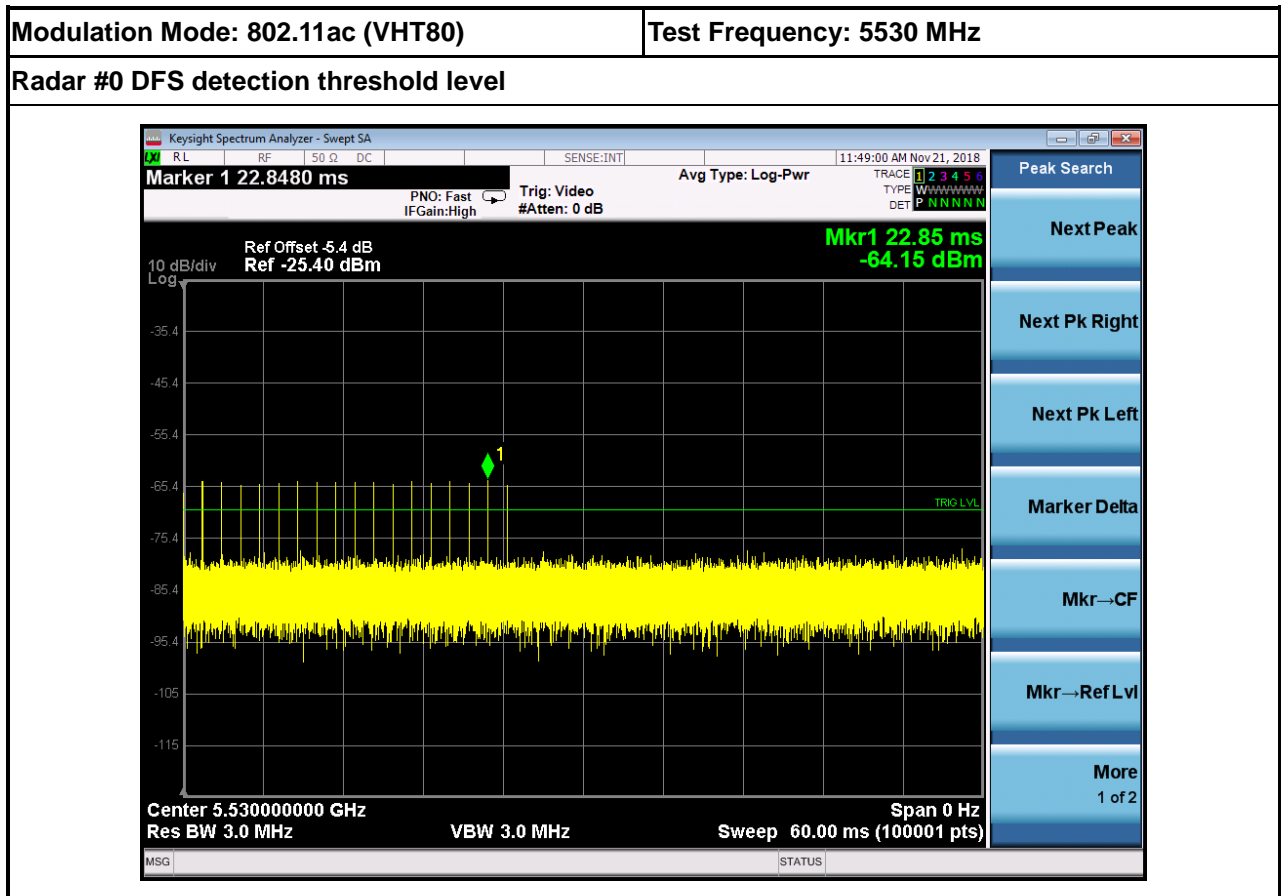 Modulation Mode: 802.11ac (VHT80)
Test Frequency: 5530 MHz
Radar #0 DFS detection threshold level
Keysight Spectrum Analyzer - Swept SA
LXI RL RF 50 Ω DC SENSE:INT 11:49:00 AM Nov 21, 2018
Marker 1 22.8480 ms
PNO: Fast
IFGain:High
Trig: Video
#Atten: 0 dB
Avg Type: Log-Pwr
TRACE 1 2 3 4 5 6
TYPE WWWWWWW
DET P N N N N N
Mkr1 22.85 ms
-64.15 dBm
Ref Offset -5.4 dB
10 dB/div Ref -25.40 dBm
Log
-35.4
-45.4
-55.4
1
-65.4
TRIG LVL
-75.4
-85.4
-95.4
-105
-115
Center 5.530000000 GHz
Span 0 Hz
Res BW 3.0 MHz
VBW 3.0 MHz
Sweep 60.00 ms (100001 pts)
MSG
STATUS
Peak Search
Next Peak
Next Pk Right
Next Pk Left
Marker Delta
Mkr→CF
Mkr→Ref Lvl
More
1 of 2